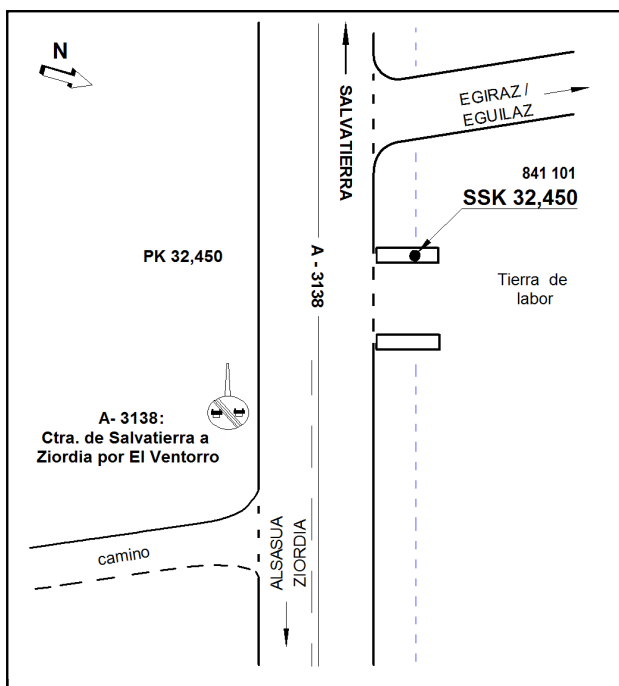 N
SALVATIERRA
EGIRAZ /
EGUILAZ
841 101
SSK 32,450
PK 32,450
A - 3138
Tierra de
labor
A- 3138:
Ctra. de Salvatierra a
Ziordia por El Ventorro
camino
ALSASUA
ZIORDIA